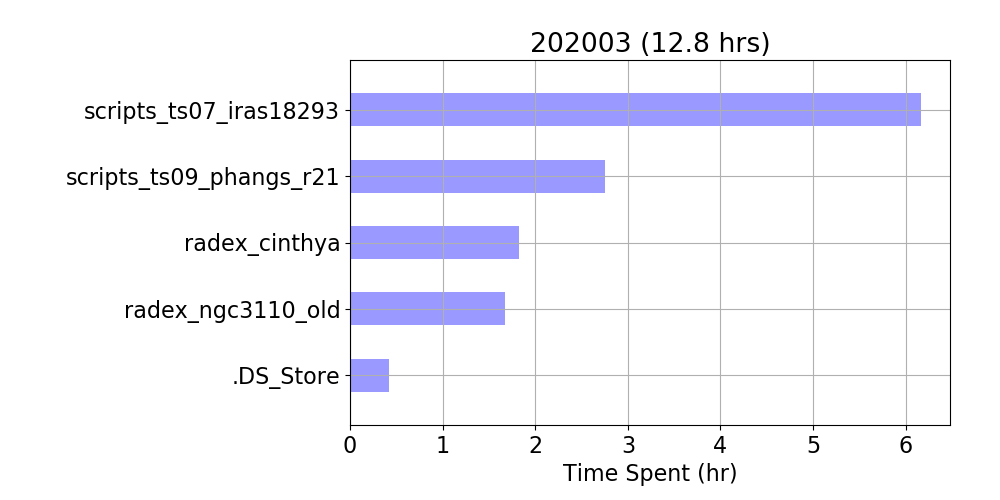 202003 (12.8 hrs)
scripts_ts07_iras18293
scripts_ts09_phangs_r21
radex_cinthya
radex_ngc3110_old
.DS_Store
0 1 2 3 4 5 6
Time Spent (hr)